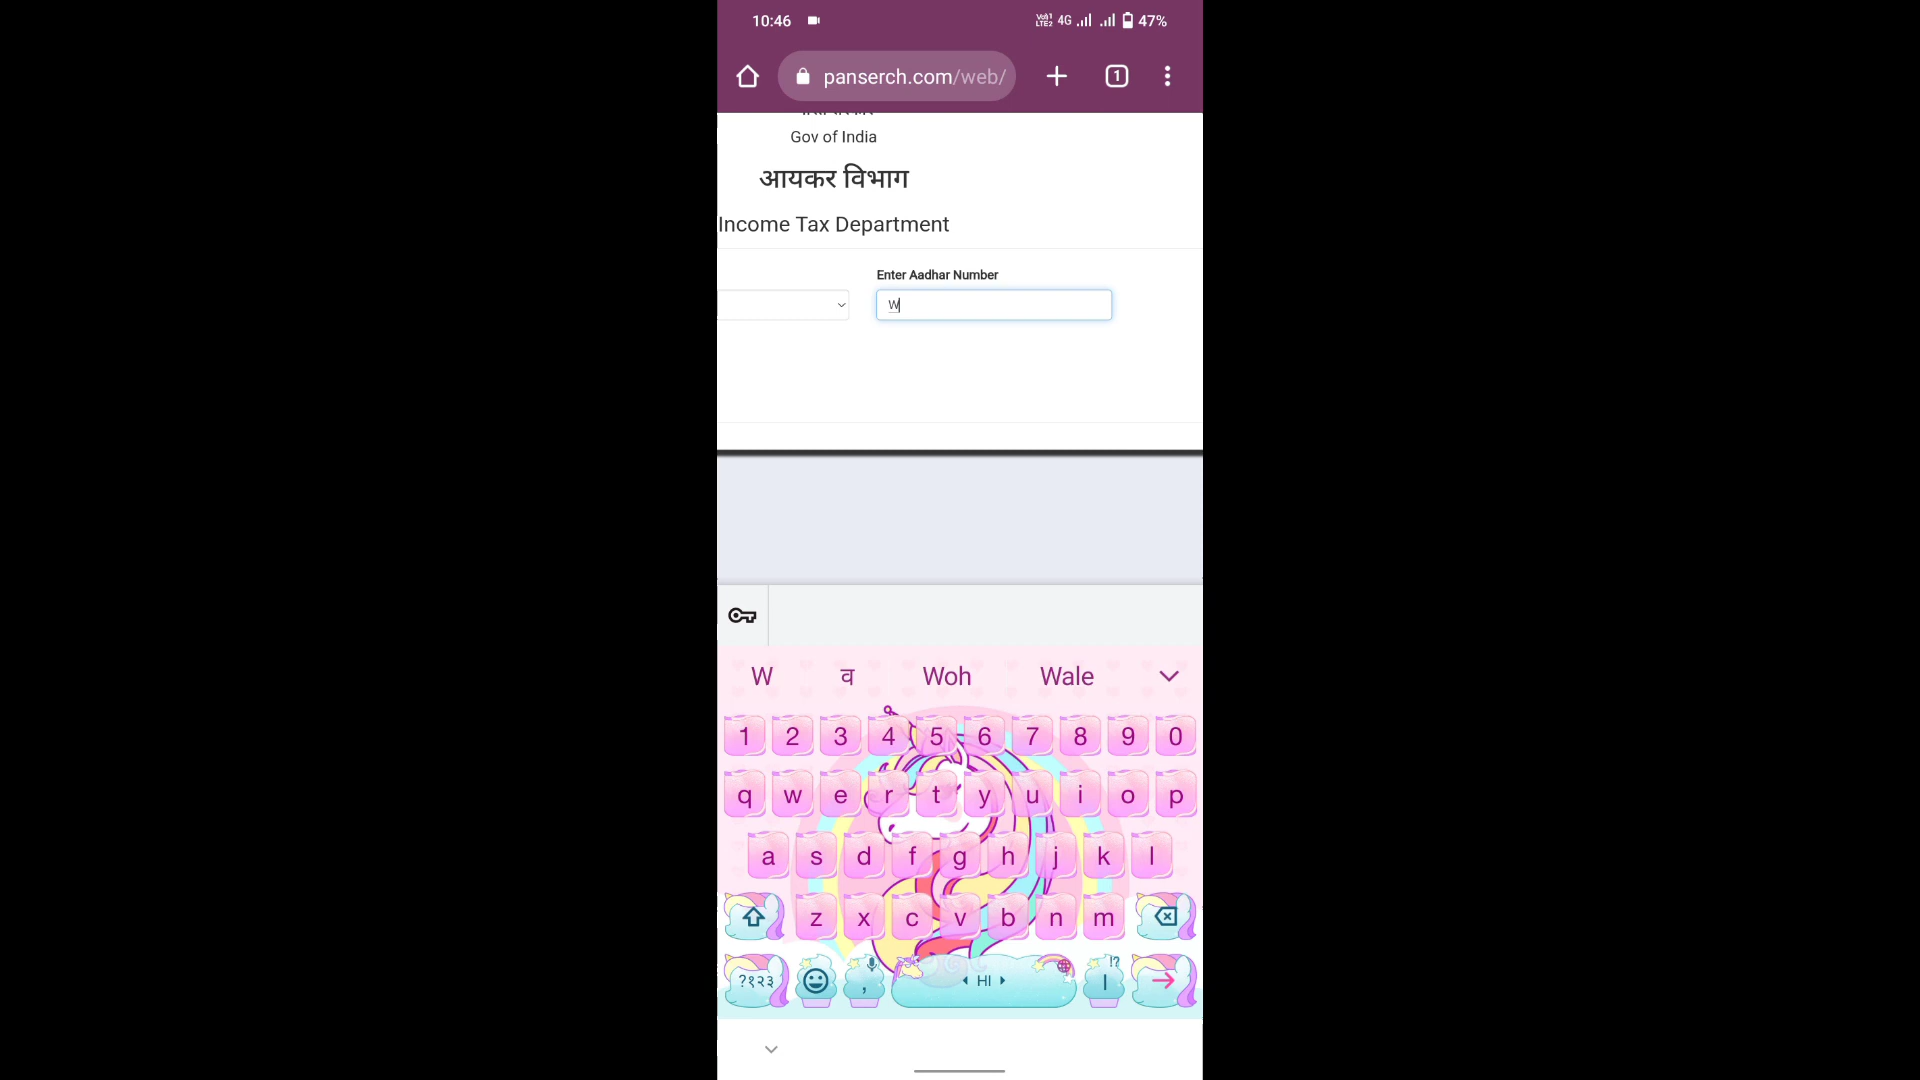 10:46 4G 47%
panserch.com/web/ 1
Gov of India
आयकर विभाग
Income Tax Department
Enter Aadhar Number
W
W व Woh Wale
1 2 3 4 5 6 7 8 9 0
q w e r t y u i o p
a s d f g h j k l
z x c v b n m
?१२३ , HI । !?